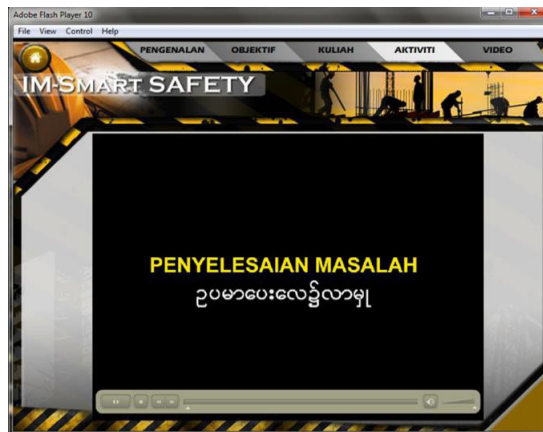 Adobe Flash Player 10
File View Control Help
PENGENALAN OBJEKTIF KULIAH AKTIVITI VIDEO
IM-SMART SAFETY
PENYELESAIAN MASALAH
ဥပမာပေးလေ့၌လာမှု